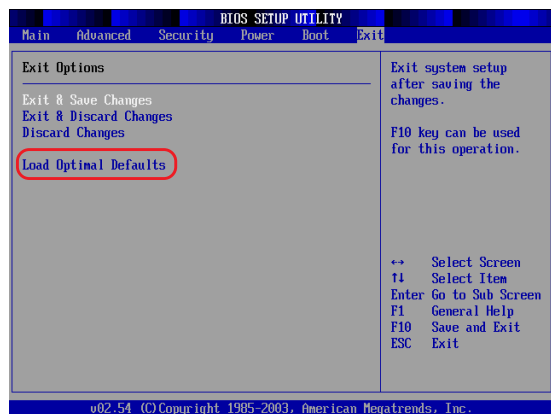 BIOS SETUP UTILITY
Main Advanced Security Power Boot Exit
Exit Options
Exit & Save Changes
Exit & Discard Changes
Discard Changes
Load Optimal Defaults
Exit system setup
after saving the
changes.
F10 key can be used
for this operation.
↔ Select Screen
↑↓ Select Item
Enter Go to Sub Screen
F1 General Help
F10 Save and Exit
ESC Exit
v02.54 (C)Copyright 1985-2003, American Megatrends, Inc.